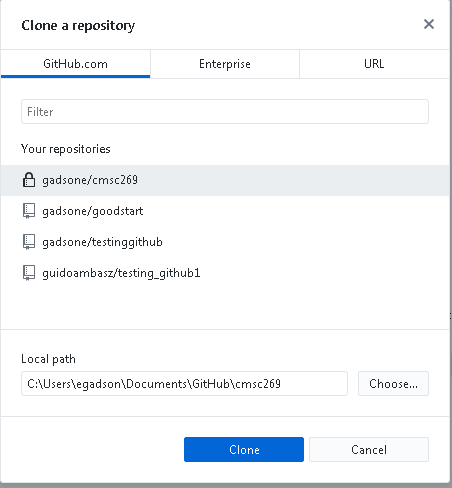 Clone a repository
GitHub.com Enterprise URL
Filter
Your repositories
gadsone/cmsc269
gadsone/goodstart
gadsone/testinggithub
guidoambasz/testing_github1
Local path
C:\Users\egadson\Documents\GitHub\cmsc269 Choose...
Clone Cancel